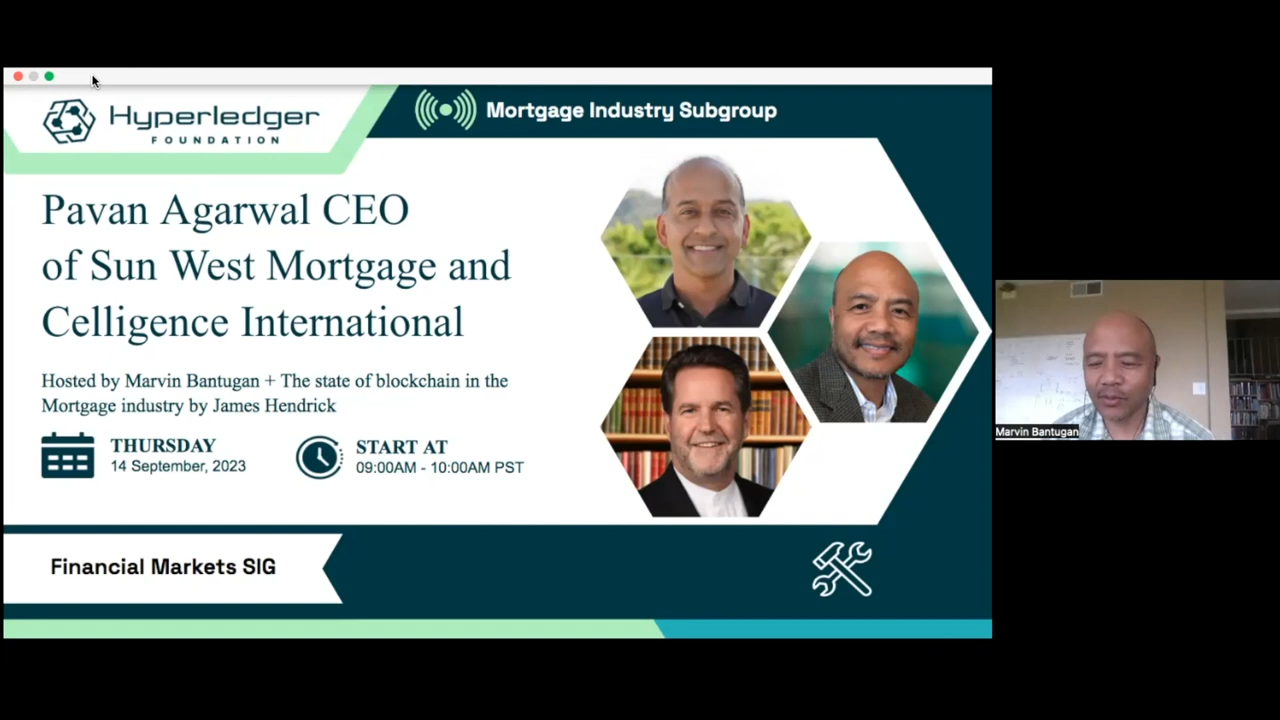 Hyperledger
FOUNDATION
Mortgage Industry Subgroup
Pavan Agarwal CEO
of Sun West Mortgage and
Celligence International
Hosted by Marvin Bantugan + The state of blockchain in the
Mortgage industry by James Hendrick
THURSDAY
14 September, 2023
START AT
09:00AM - 10:00AM PST
Financial Markets SIG
Marvin Bantugan